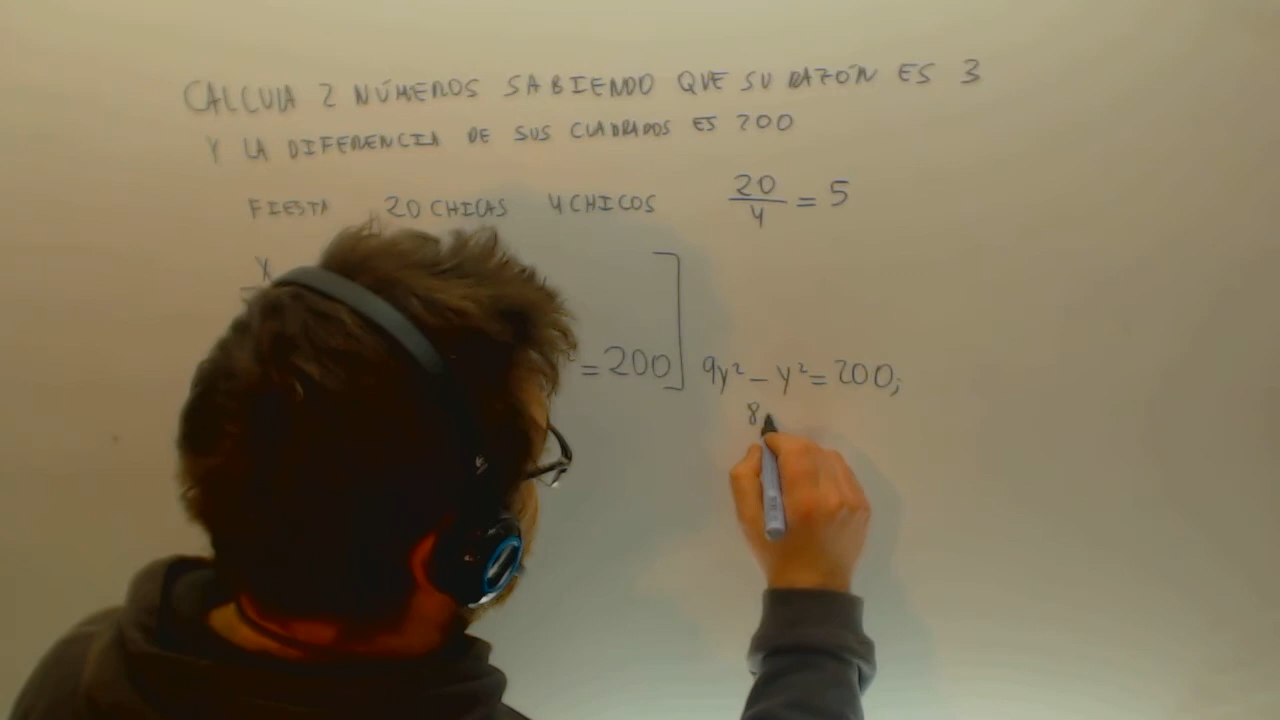 CALCULA 2 NÚMEROS SABIENDO QUE SU RAZÓN ES 3
Y LA DIFERENCIA DE SUS CUADRADOS ES 200
FIESTA 20 CHICAS 4 CHICOS 20/4 = 5
X
² = 200] 9y² - y² = 200;
8